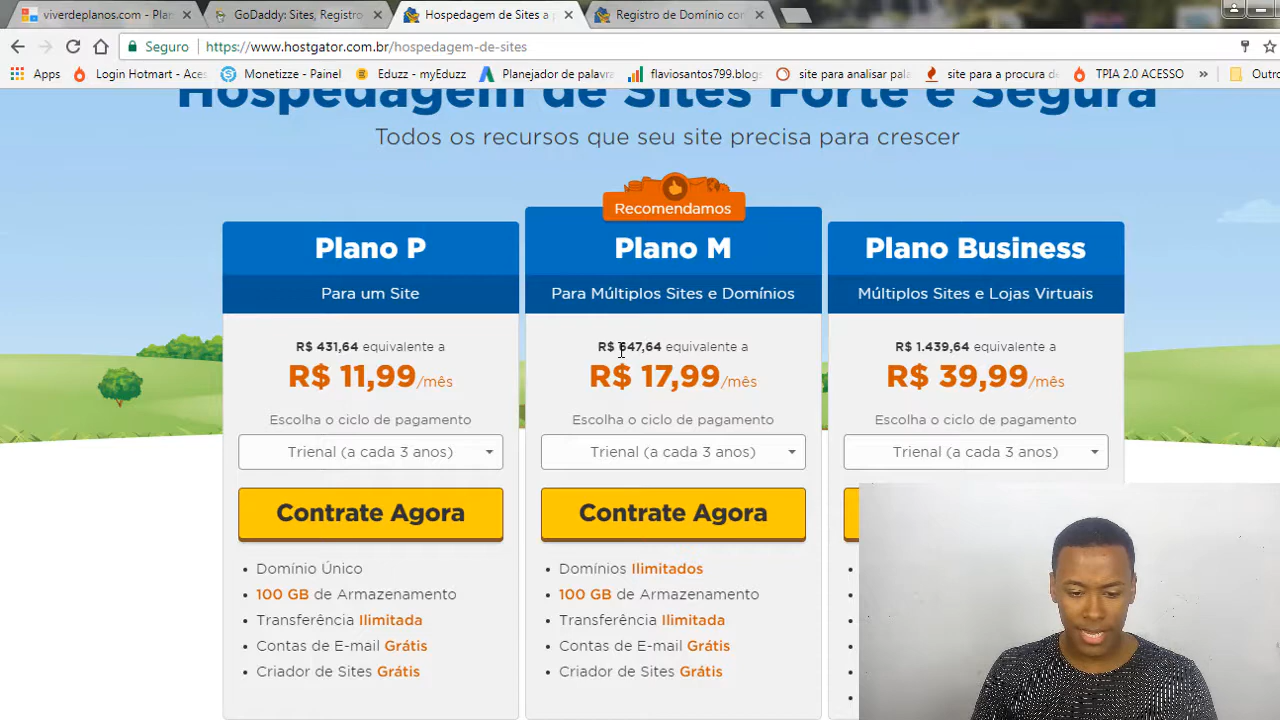 viverdeplanos.com - Plan
GoDaddy: Sites, Registro
Hospedagem de Sites a p
Registro de Domínio com
Seguro
https://www.hostgator.com.br/hospedagem-de-sites
Apps
Login Hotmart - Aces
Monetizze - Painel
Eduzz - myEduzz
Planejador de palavra
flaviosantos799.blogs
site para analisar pala
site para a procura de
TPIA 2.0 ACESSO
»
Outro
Hospedagem de Sites Forte e Segura
Todos os recursos que seu site precisa para crescer
Recomendamos
Plano P
Para um Site
R$ 431,64 equivalente a
R$ 11,99/mês
Escolha o ciclo de pagamento
Trienal (a cada 3 anos)
Contrate Agora
• Domínio Único
• 100 GB de Armazenamento
• Transferência Ilimitada
• Contas de E-mail Grátis
• Criador de Sites Grátis
Plano M
Para Múltiplos Sites e Domínios
R$ 647,64 equivalente a
R$ 17,99/mês
Escolha o ciclo de pagamento
Trienal (a cada 3 anos)
Contrate Agora
• Domínios Ilimitados
• 100 GB de Armazenamento
• Transferência Ilimitada
• Contas de E-mail Grátis
• Criador de Sites Grátis
Plano Business
Múltiplos Sites e Lojas Virtuais
R$ 1.439,64 equivalente a
R$ 39,99/mês
Escolha o ciclo de pagamento
Trienal (a cada 3 anos)